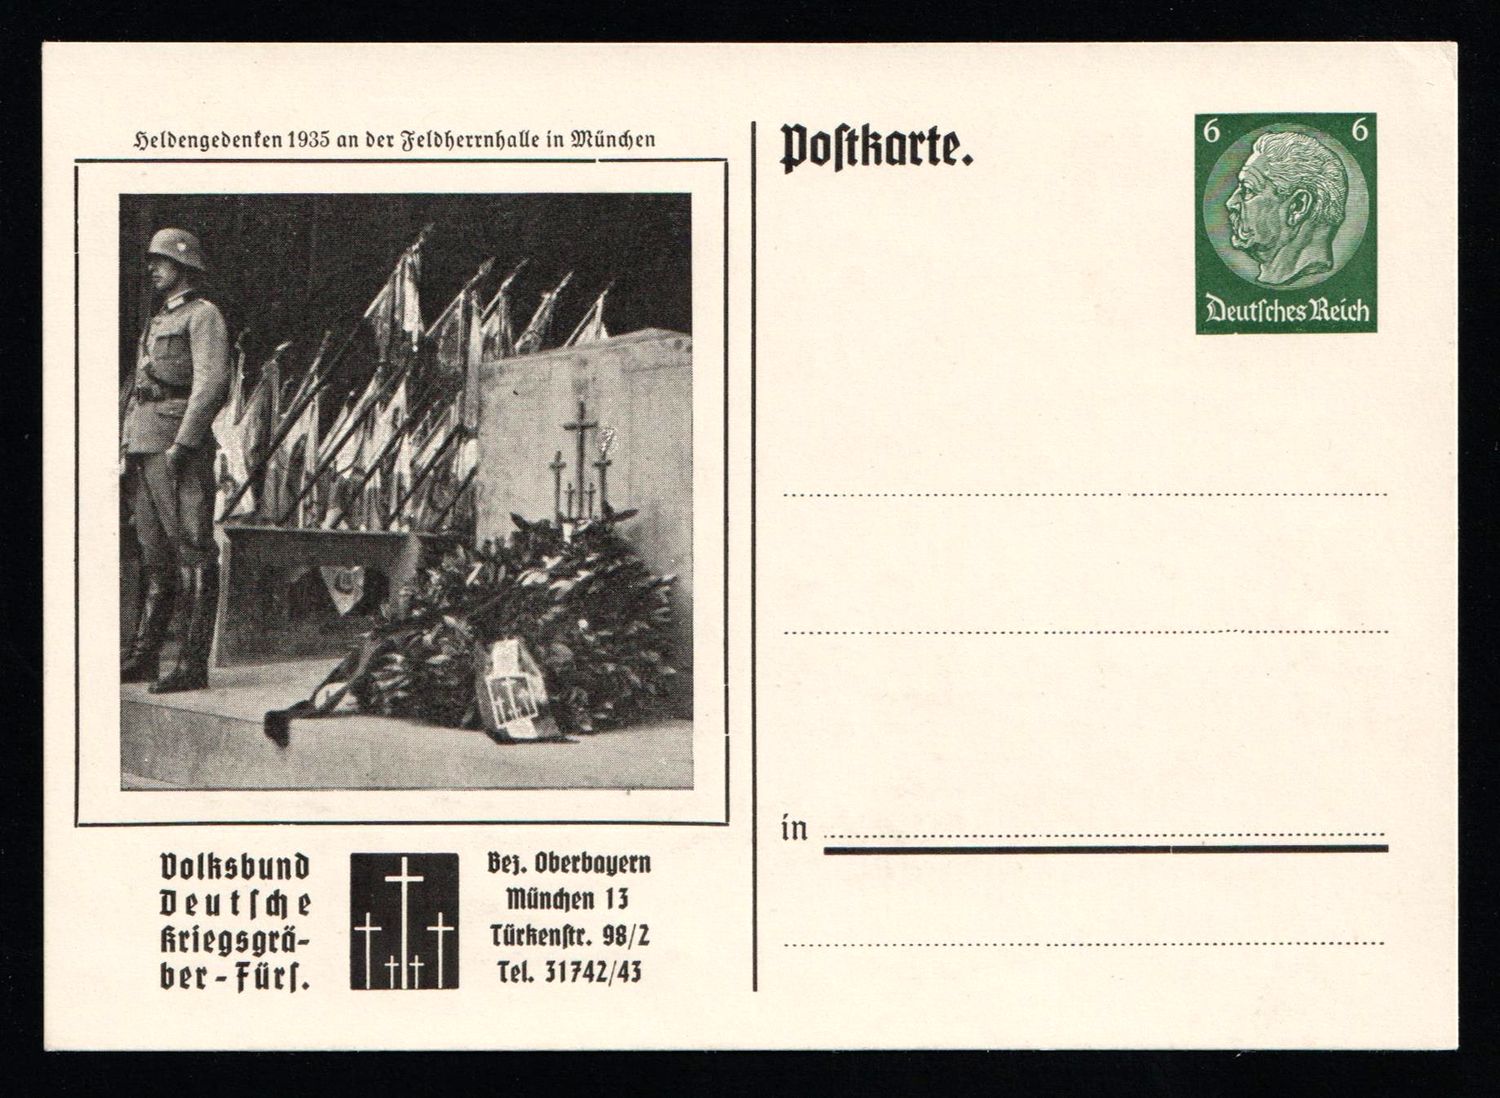 Heldengedenken 1935 an der Feldherrnhalle in München
Volksbund
Deutsche
Kriegsgrä-
ber-Fürs.
Bez. Oberbayern
München 13
Türkenstr. 98/2
Tel. 31742/43
Postkarte.
6 6
Deutsches Reich
in